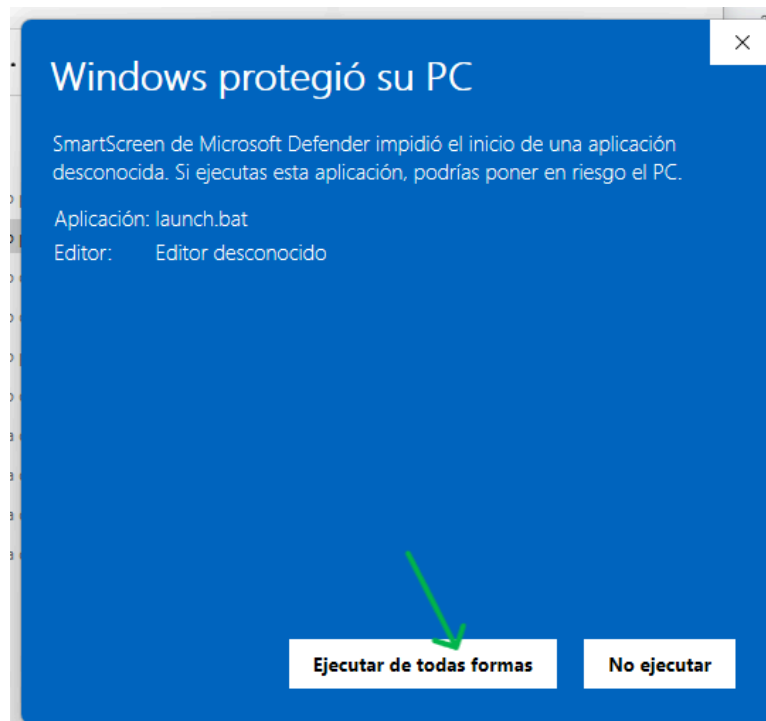 Windows protegió su PC
SmartScreen de Microsoft Defender impidió el inicio de una aplicación
desconocida. Si ejecutas esta aplicación, podrías poner en riesgo el PC.
Aplicación: launch.bat
Editor: Editor desconocido
Ejecutar de todas formas
No ejecutar